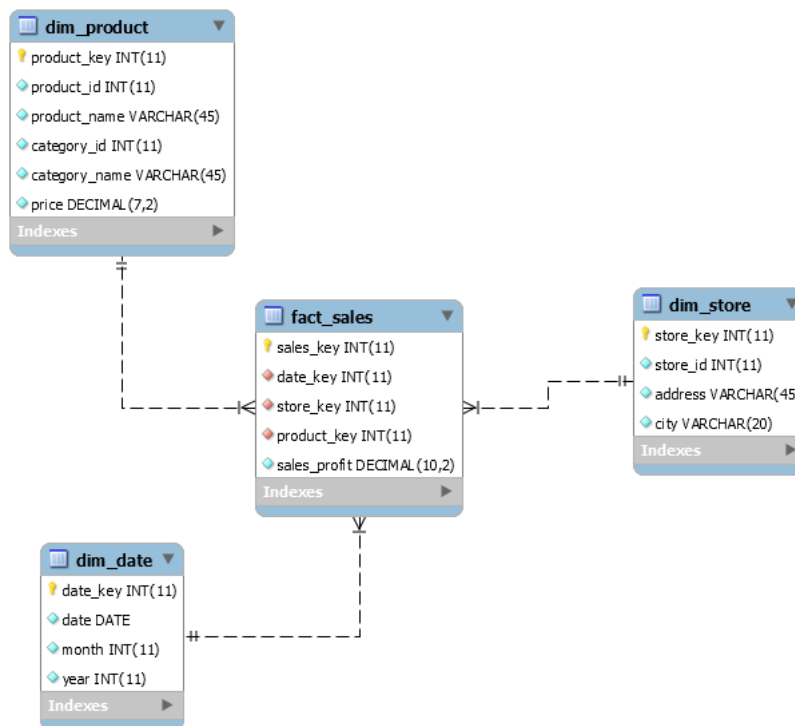 dim_product
product_key INT(11)
product_id INT(11)
product_name VARCHAR(45)
category_id INT(11)
category_name VARCHAR(45)
price DECIMAL(7,2)
Indexes
fact_sales
sales_key INT(11)
date_key INT(11)
store_key INT(11)
product_key INT(11)
sales_profit DECIMAL(10,2)
Indexes
dim_store
store_key INT(11)
store_id INT(11)
address VARCHAR(45
city VARCHAR(20)
Indexes
dim_date
date_key INT(11)
date DATE
month INT(11)
year INT(11)
Indexes